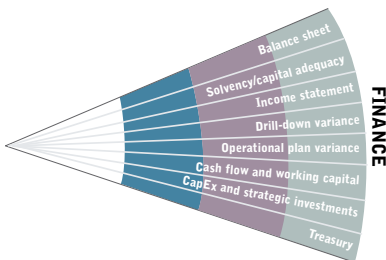 Balance sheet
Solvency/capital adequacy
Income statement
Drill-down variance
Operational plan variance
Cash flow and working capital
CapEx and strategic investments
Treasury
FINANCE